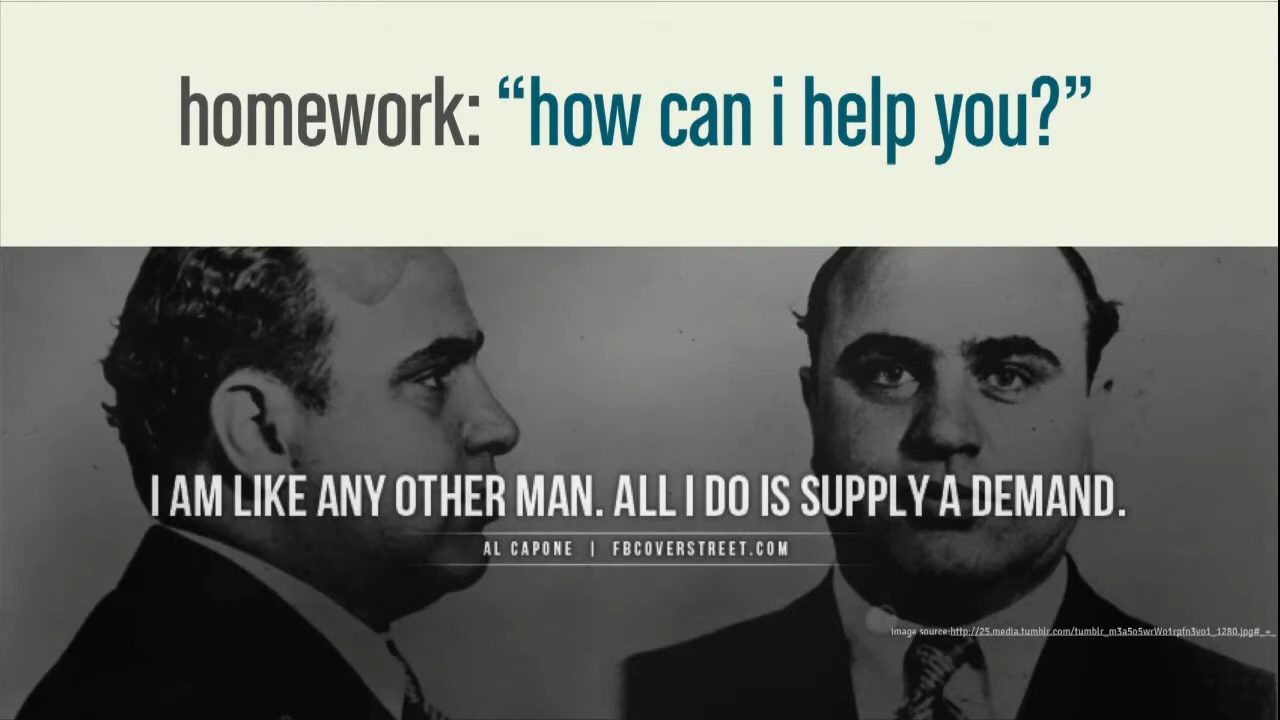 homework: “how can i help you?”
I AM LIKE ANY OTHER MAN. ALL I DO IS SUPPLY A DEMAND.
AL CAPONE | FBCOVERSTREET.COM
image source:http://25.media.tumblr.com/tumblr_m3a5o5wrWo1rpfn3vo1_1280.jpg#_=_